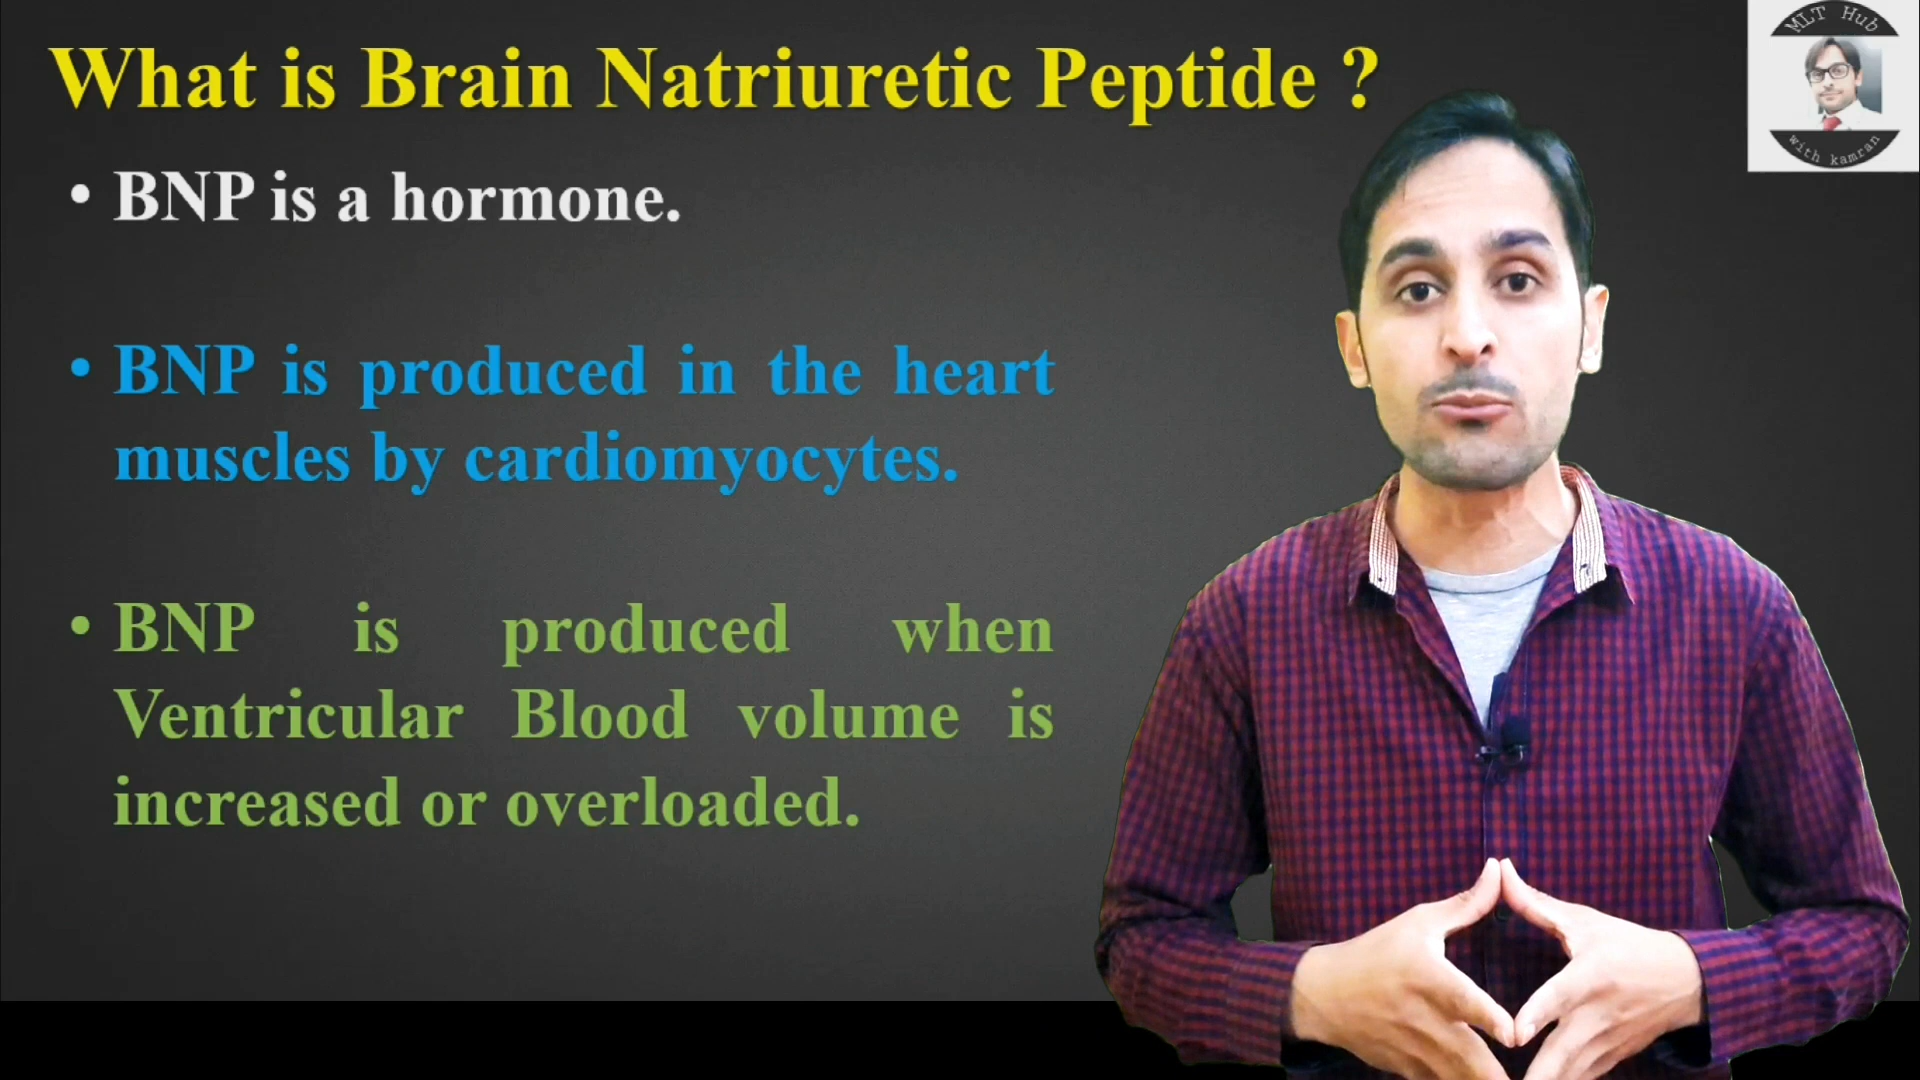 What is Brain Natriuretic Peptide ?
MLT Hub
with kamran
• BNP is a hormone.
• BNP is produced in the heart
muscles by cardiomyocytes.
• BNP is produced when
Ventricular Blood volume is
increased or overloaded.